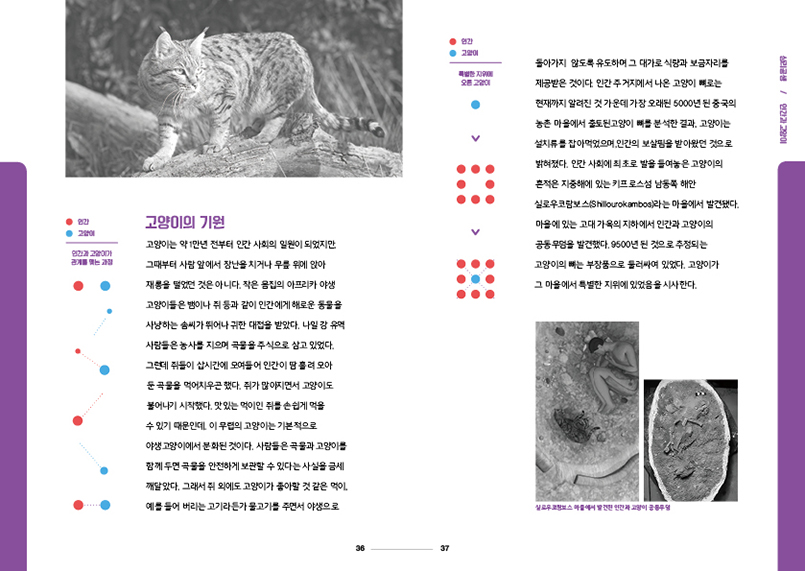 인간
고양이
인간과 고양이가
관계를 맺는 과정
고양이의 기원
고양이는 약 1만년 전부터 인간 사회의 일원이 되었지만,
그때부터 사람 앞에서 장난을 치거나 무릎 위에 앉아
재롱을 떨었던 것은 아니다. 작은 몸집의 아프리카 야생
고양이들은 뱀이나 쥐 등과 같이 인간에게 해로운 동물을
사냥하는 솜씨가 뛰어나 귀한 대접을 받았다. 나일 강 유역
사람들은 농사를 지으며 곡물을 주식으로 삼고 있었다.
그런데 쥐들이 삽시간에 모여들어 인간이 땀 흘려 모아
둔 곡물을 먹어치우곤 했다. 쥐가 많아지면서 고양이도
불어나기 시작했다. 맛있는 먹이인 쥐를 손쉽게 먹을
수 있기 때문인데, 이 무렵의 고양이는 기본적으로
야생고양이에서 분화된 것이다. 사람들은 곡물과 고양이를
함께 두면 곡물을 안전하게 보관할 수 있다는 사실을 금세
깨달았다. 그래서 쥐 외에도 고양이가 좋아할 것 같은 먹이,
예를 들어 버리는 고기라든가 물고기를 주면서 야생으로
36
인간
고양이
특별한 지위에
오른 고양이
돌아가지 않도록 유도하며 그 대가로 식량과 보금자리를
제공받은 것이다. 인간 주거지에서 나온 고양이 뼈로는
현재까지 알려진 것 가운데 가장 오래된 5000년 된 중국의
농촌 마을에서 출토된고양이 뼈를 분석한 결과, 고양이는
설치류를 잡아먹었으며,인간의 보살핌을 받아왔던 것으로
밝혀졌다. 인간 사회에 최초로 발을 들여놓은 고양이의
흔적은 지중해에 있는 키프로스섬 남동쪽 해안
실로우코람보스(Shillourokambos)라는 마을에서 발견됐다.
마을에 있는 고대 가옥의 지하에서 인간과 고양이의
공동무덤을 발견했다. 9500년 된 것으로 추정되는
고양이의 뼈는 부장품으로 둘러싸여 있었다. 고양이가
그 마을에서 특별한 지위에 있었음을 시사한다.
실로우코람보스 마을에서 발견한 인간과 고양이 공동무덤
37
/ 인간과 고양이